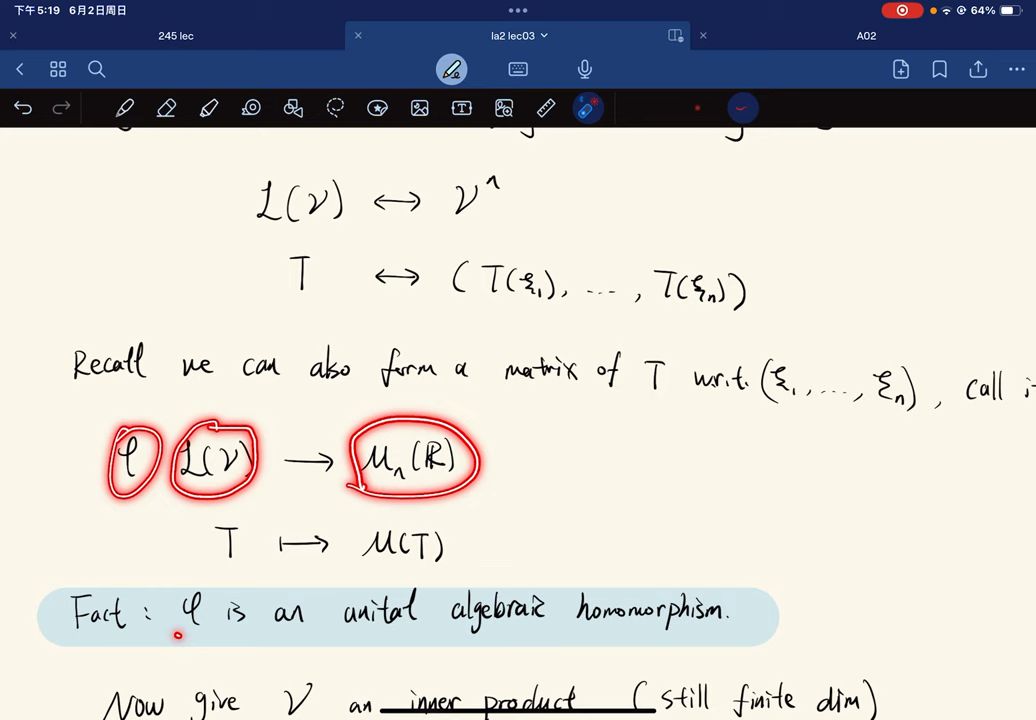 下午5:19 6月2日周日
64%
245 lec
la2 lec03
A02
L(V) ↔ Vⁿ
T ↔ (T(ξ₁), ..., T(ξₙ))
Recall we can also form a matrix of T w.r.t. (ξ₁, ..., ξₙ), call i
φ L(V) → Mₙ(ℝ)
T ↦ M(T)
Fact : φ is an unital algebraic homomorphism.
Now give V an inner product (still finite dim)